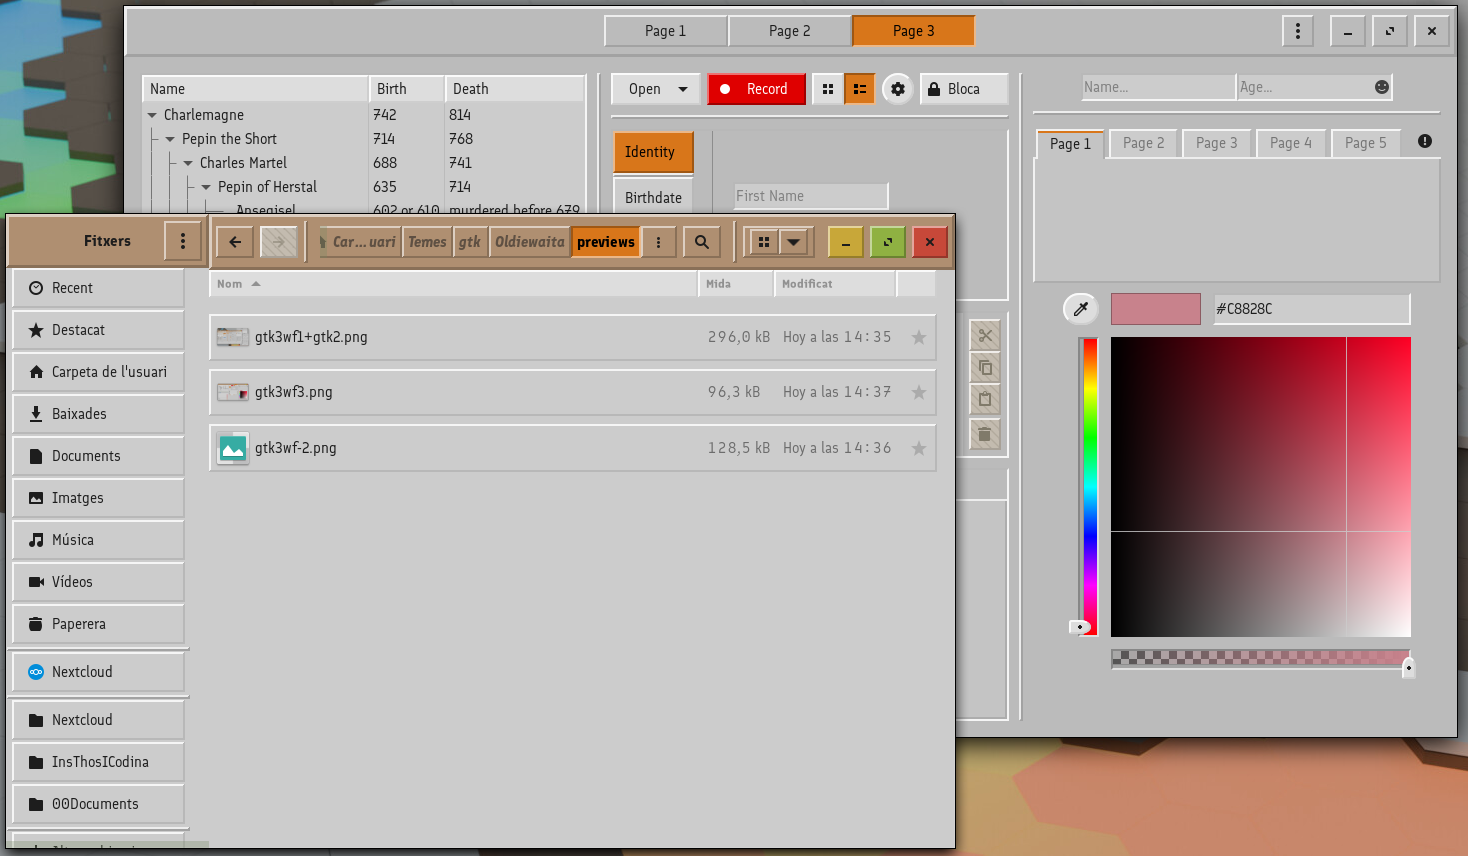 Page 1 Page 2 Page 3
Name Birth Death
Charlemagne 742 814
Pepin the Short 714 768
Charles Martel 688 741
Pepin of Herstal 635 714
Ansegisel 602 or 610 murdered before 679
Open Record Bloca
Identity
Birthdate
First Name
Name... Age...
Page 1 Page 2 Page 3 Page 4 Page 5
#C8828C
Fitxers
Car...uari Temes gtk Oldiewaita previews
Recent
Destacat
Carpeta de l'usuari
Baixades
Documents
Imatges
Música
Vídeos
Paperera
Nextcloud
Nextcloud
InsThosICodina
00Documents
Nom Mida Modificat
gtk3wf1+gtk2.png 296,0 kB Hoy a las 14:35
gtk3wf3.png 96,3 kB Hoy a las 14:37
gtk3wf-2.png 128,5 kB Hoy a las 14:36